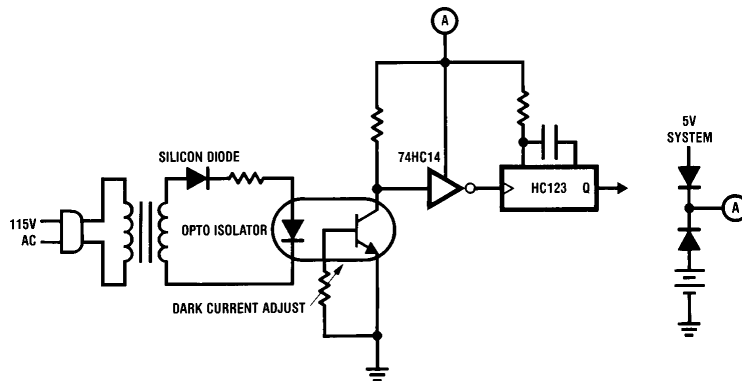 A
5V
SYSTEM
74HC14
SILICON DIODE
HC123 Q
A
115V
AC
OPTO ISOLATOR
DARK CURRENT ADJUST